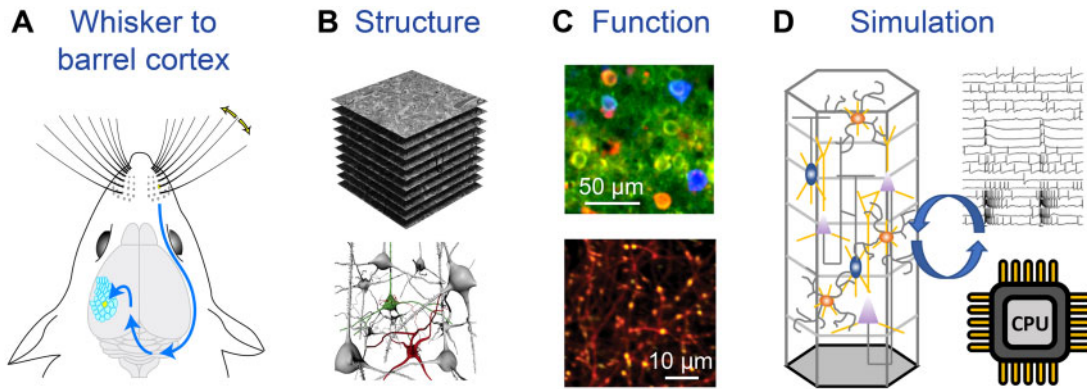 A Whisker to
barrel cortex
B Structure
C Function
50 µm
10 µm
D Simulation
CPU